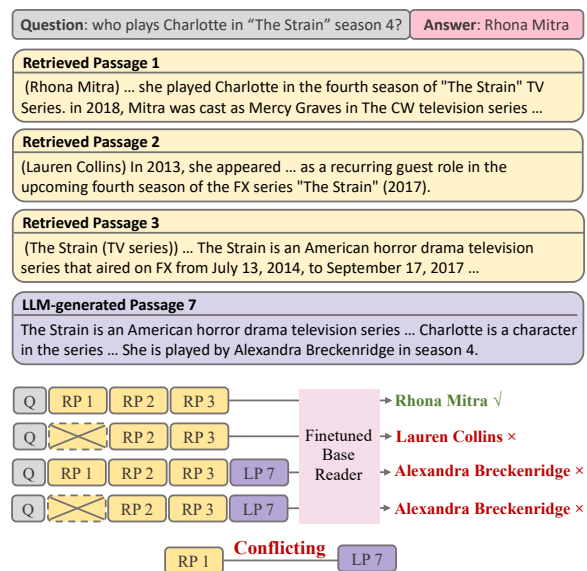 Question: who plays Charlotte in “The Strain” season 4? Answer: Rhona Mitra
Retrieved Passage 1
(Rhona Mitra) ... she played Charlotte in the fourth season of "The Strain" TV
Series. in 2018, Mitra was cast as Mercy Graves in The CW television series ...
Retrieved Passage 2
(Lauren Collins) In 2013, she appeared ... as a recurring guest role in the
upcoming fourth season of the FX series "The Strain" (2017).
Retrieved Passage 3
(The Strain (TV series)) ... The Strain is an American horror drama television
series that aired on FX from July 13, 2014, to September 17, 2017 ...
LLM-generated Passage 7
The Strain is an American horror drama television series ... Charlotte is a character
in the series ... She is played by Alexandra Breckenridge in season 4.
Q RP 1 RP 2 RP 3 Rhona Mitra √
Q RP 2 RP 3 Lauren Collins ×
Finetuned
Base
Reader
Q RP 1 RP 2 RP 3 LP 7 Alexandra Breckenridge ×
Q RP 2 RP 3 LP 7 Alexandra Breckenridge ×
RP 1 Conflicting LP 7